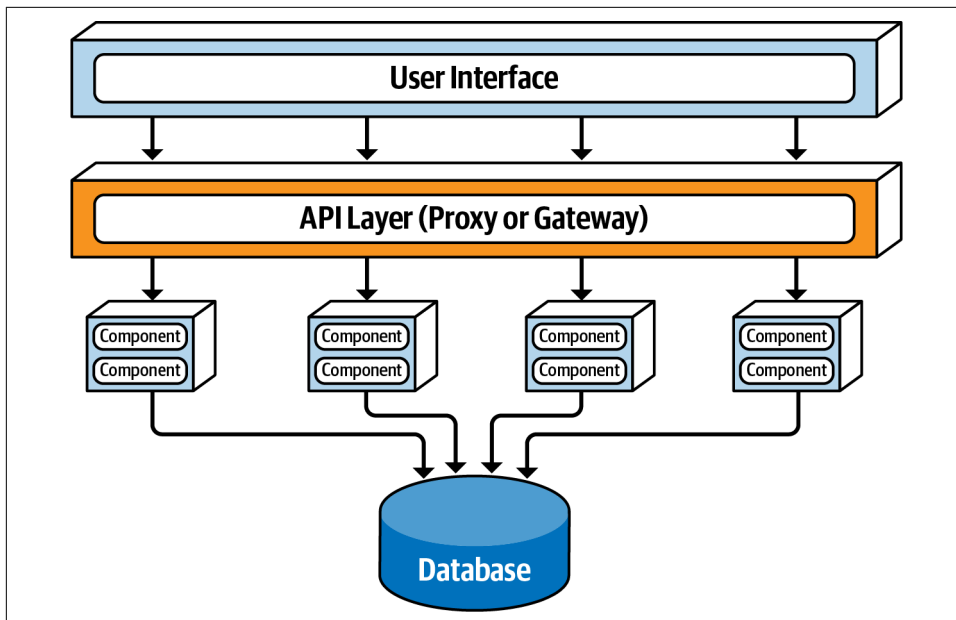 User Interface
API Layer (Proxy or Gateway)
Component
Component
Component
Component
Component
Component
Component
Component
Database